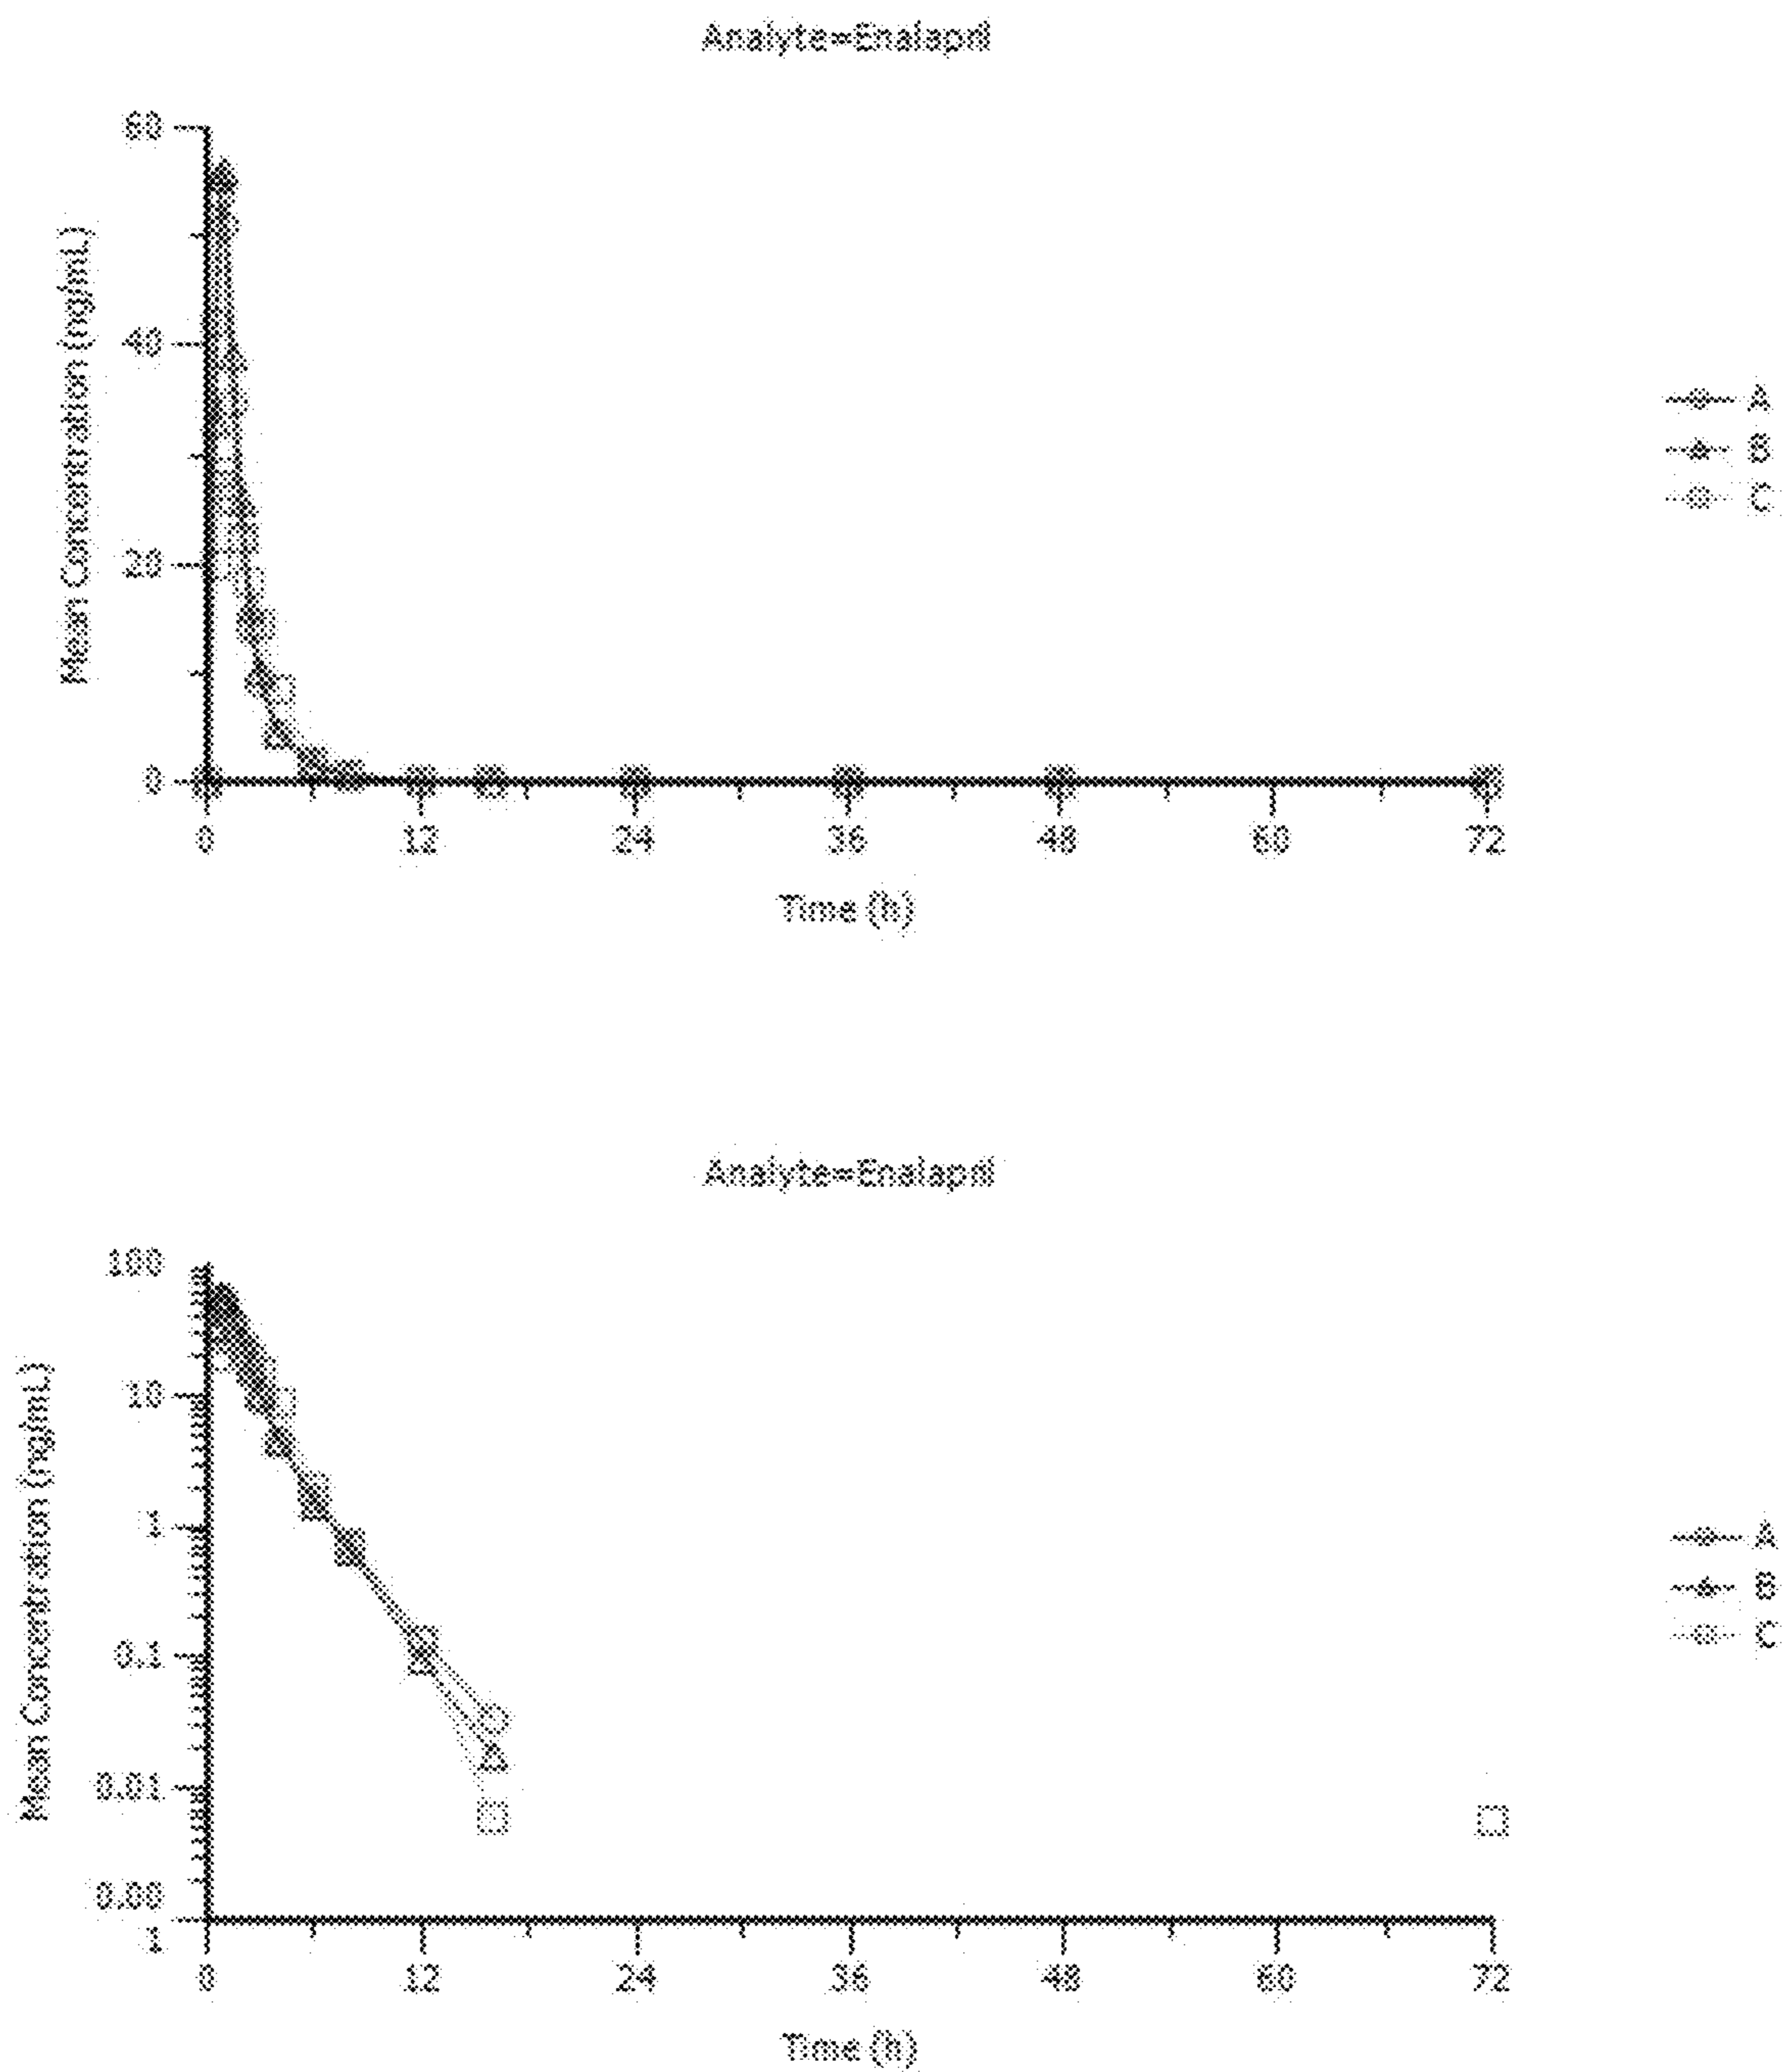 Analyte=Enalapril
60
40
20
0
Mean Concentration (ng/mL)
0 12 24 36 48 60 72
Time (h)
A
B
C
Analyte=Enalapril
100
10
1
0.1
0.01
0.00
1
Mean Concentration (ng/mL)
0 12 24 36 48 60 72
Time (h)
A
B
C